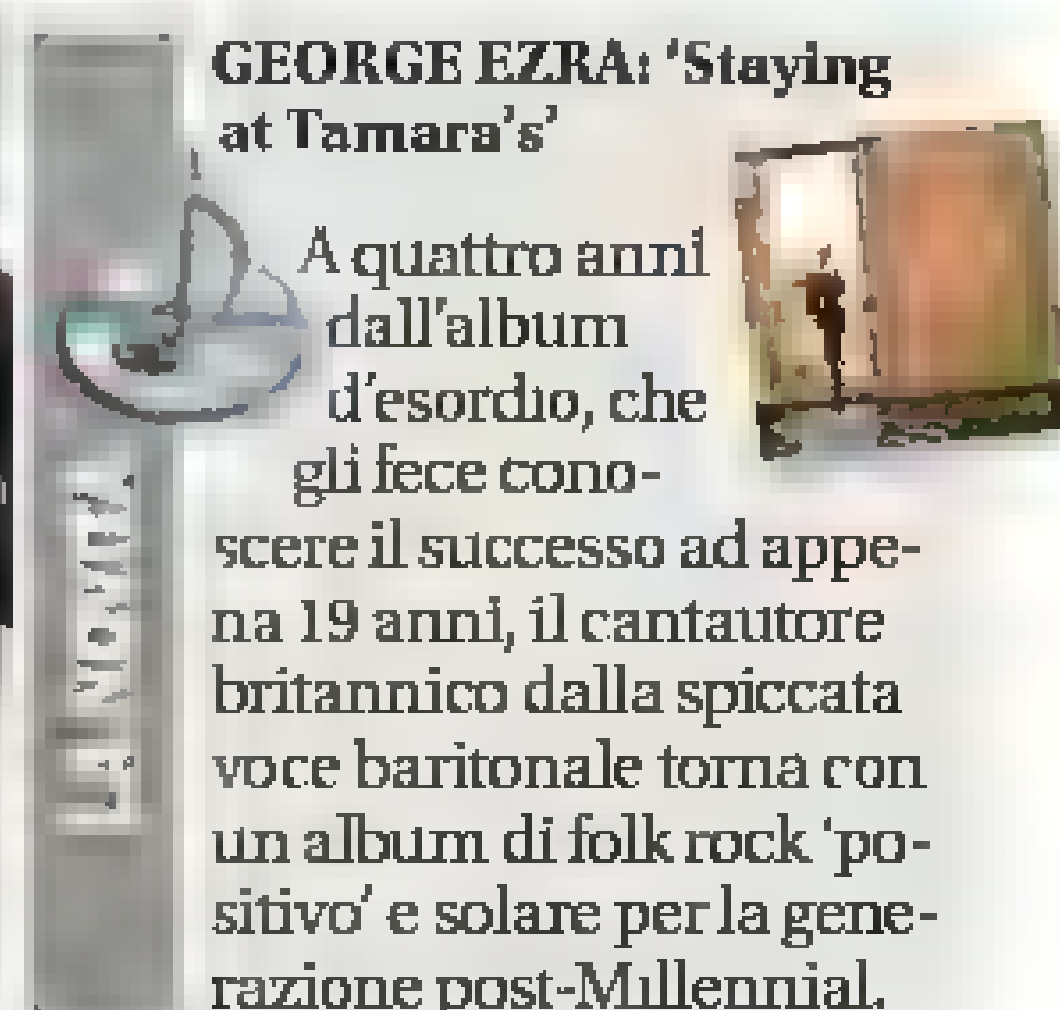 GEORGE EZRA: ‘Staying
at Tamara’s’
A quattro anni
dall’album
d’esordio, che
gli fece cono-
scere il successo ad appe-
na 19 anni, il cantautore
britannico dalla spiccata
voce baritonale torna con
un album di folk rock ‘po-
sitivo’ e solare per la gene-
razione post-Millennial.